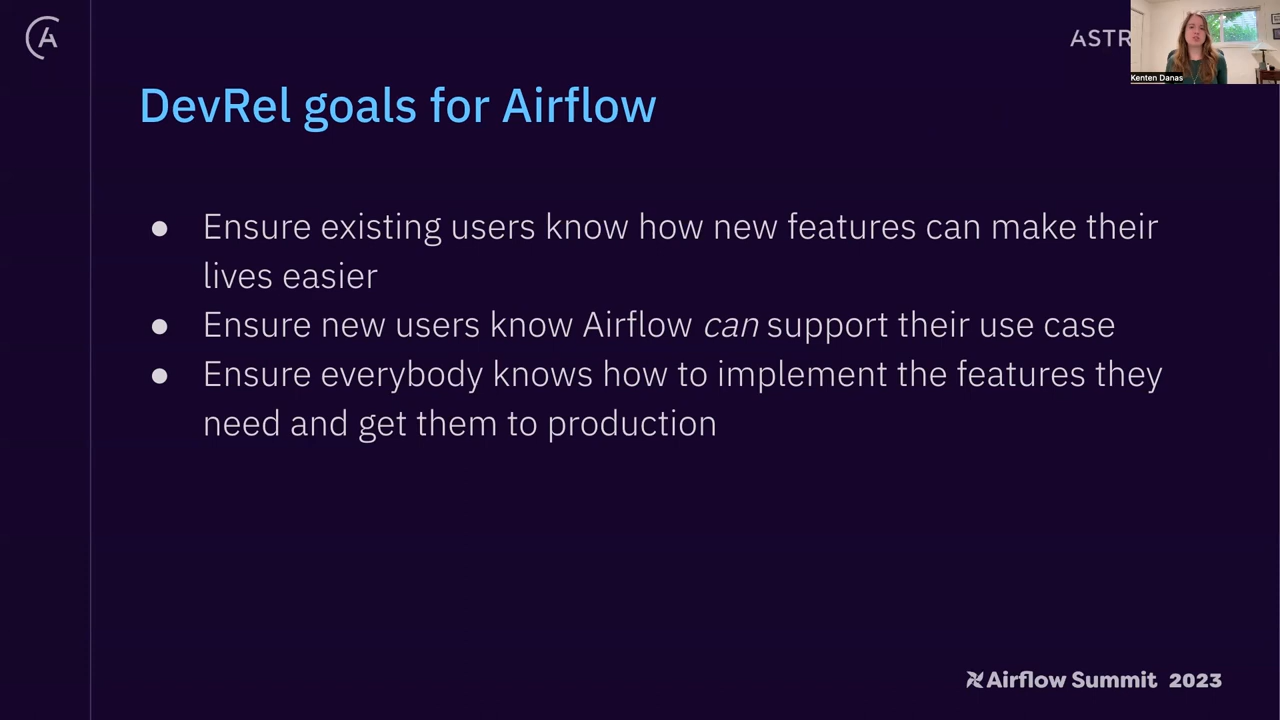 ASTR
Kenten Danas
DevRel goals for Airflow
● Ensure existing users know how new features can make their
lives easier
● Ensure new users know Airflow can support their use case
● Ensure everybody knows how to implement the features they
need and get them to production
Airflow Summit 2023